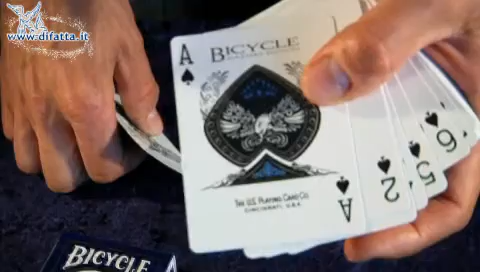 www.difatta.it
A
BICYCLE
THE U.S. PLAYING CARD CO.
CINCINNATI, U.S.A.
A
2
5
6
BICYCLE